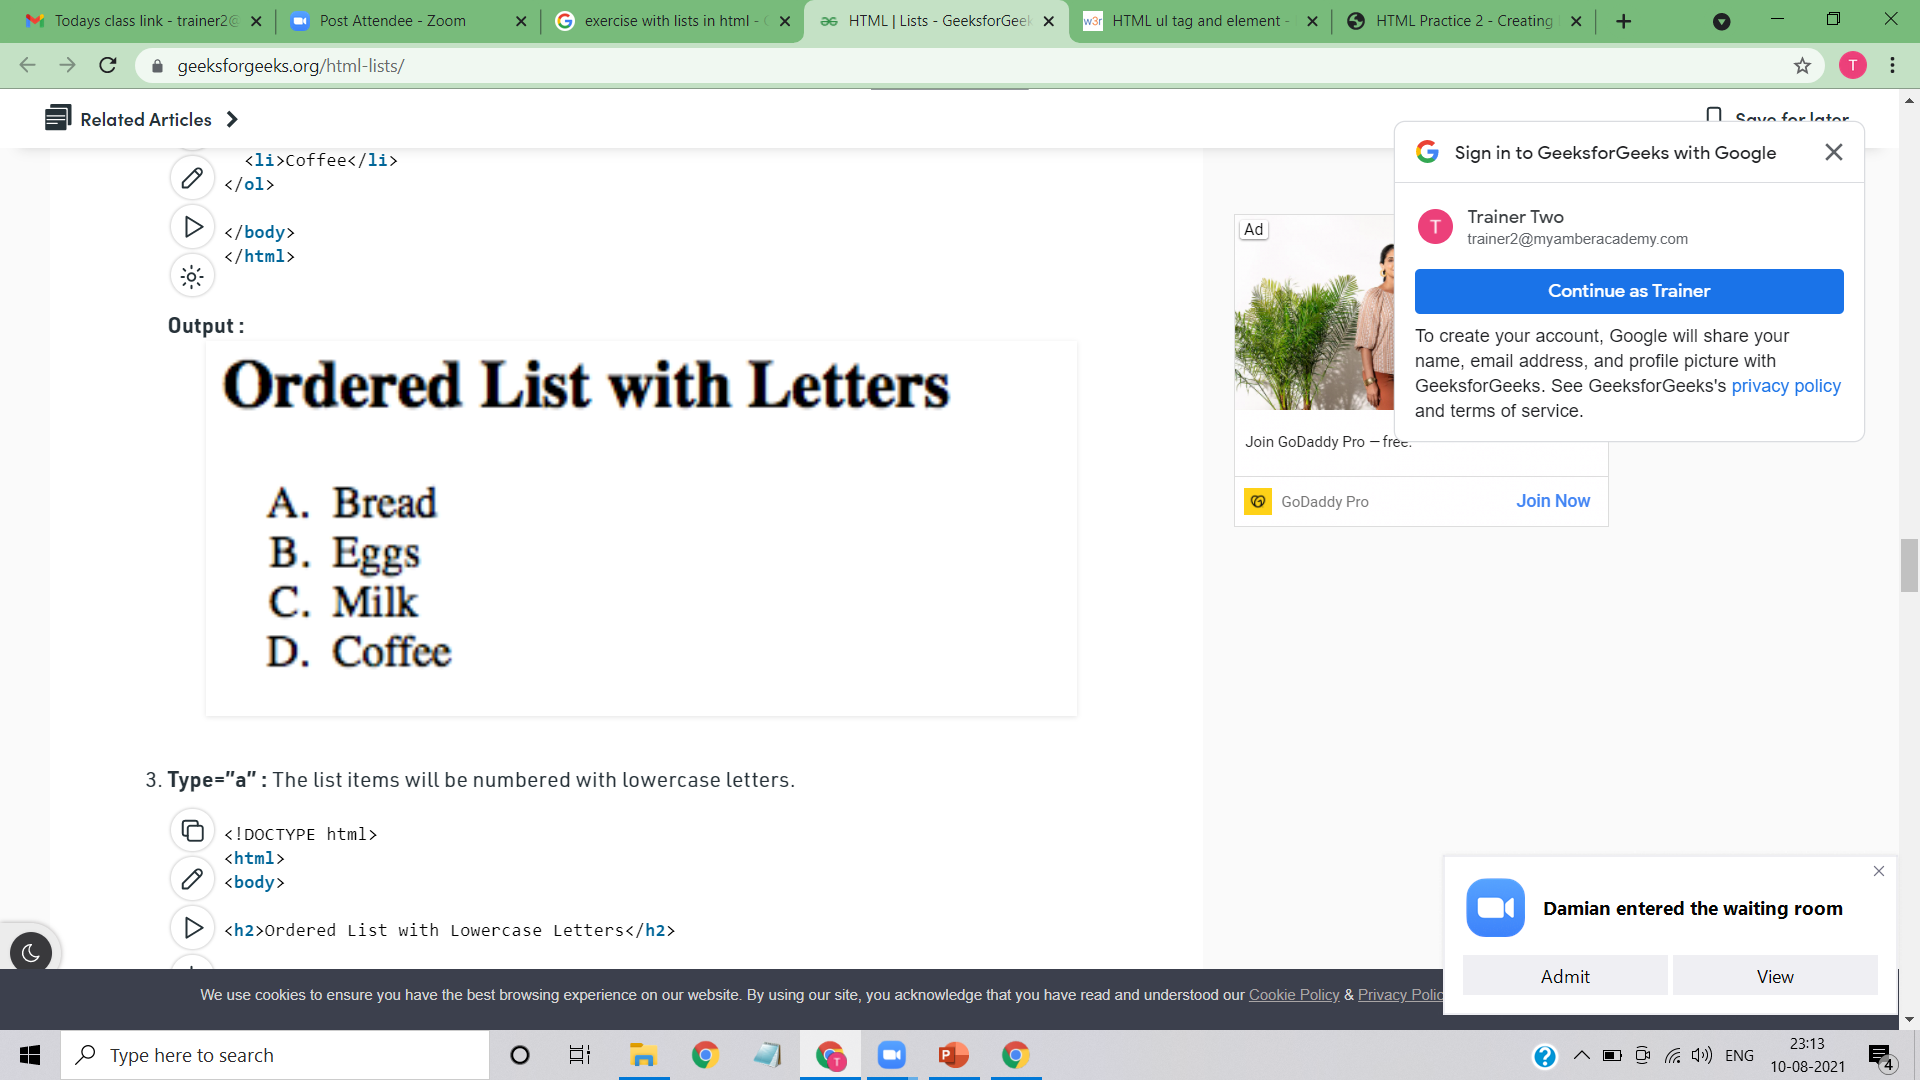 Todays class link - trainer2@
Post Attendee - Zoom
exercise with lists in html -
HTML | Lists - GeeksforGeek
w3r HTML ul tag and element -
HTML Practice 2 - Creating
geeksforgeeks.org/html-lists/
T
Related Articles
Save for later
<li>Coffee</li>
</ol>
</body>
</html>
Output :
Ordered List with Letters
A. Bread
B. Eggs
C. Milk
D. Coffee
3. Type="a" : The list items will be numbered with lowercase letters.
<!DOCTYPE html>
<html>
<body>
<h2>Ordered List with Lowercase Letters</h2>
Sign in to GeeksforGeeks with Google
T
Trainer Two
trainer2@myamberacademy.com
Continue as Trainer
To create your account, Google will share your
name, email address, and profile picture with
GeeksforGeeks. See GeeksforGeeks's privacy policy
and terms of service.
Ad
Join GoDaddy Pro – free.
GoDaddy Pro
Join Now
Damian entered the waiting room
Admit
View
We use cookies to ensure you have the best browsing experience on our website. By using our site, you acknowledge that you have read and understood our Cookie Policy & Privacy Polic
Type here to search
ENG
23:13
10-08-2021
4